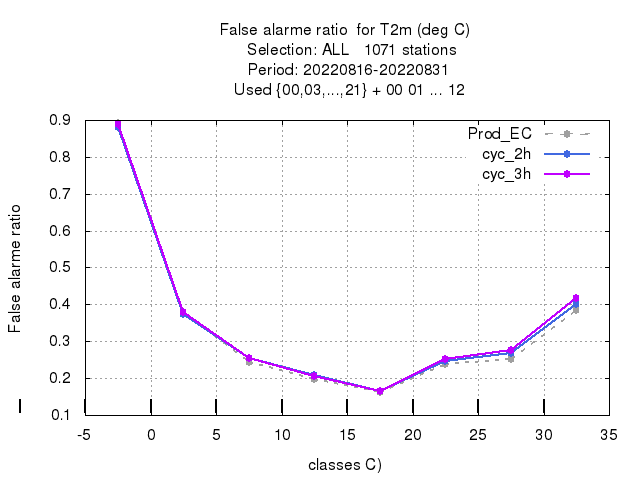 False alarme ratio  for T2m (deg C)
Selection: ALL   1071 stations
Period: 20220816-20220831
Used {00,03,...,21} + 00 01 ... 12
Prod_EC
cyc_2h
cyc_3h
False alarme ratio
0.9
0.8
0.7
0.6
0.5
0.4
0.3
0.2
0.1
-5 0 5 10 15 20 25 30 35
classes C)